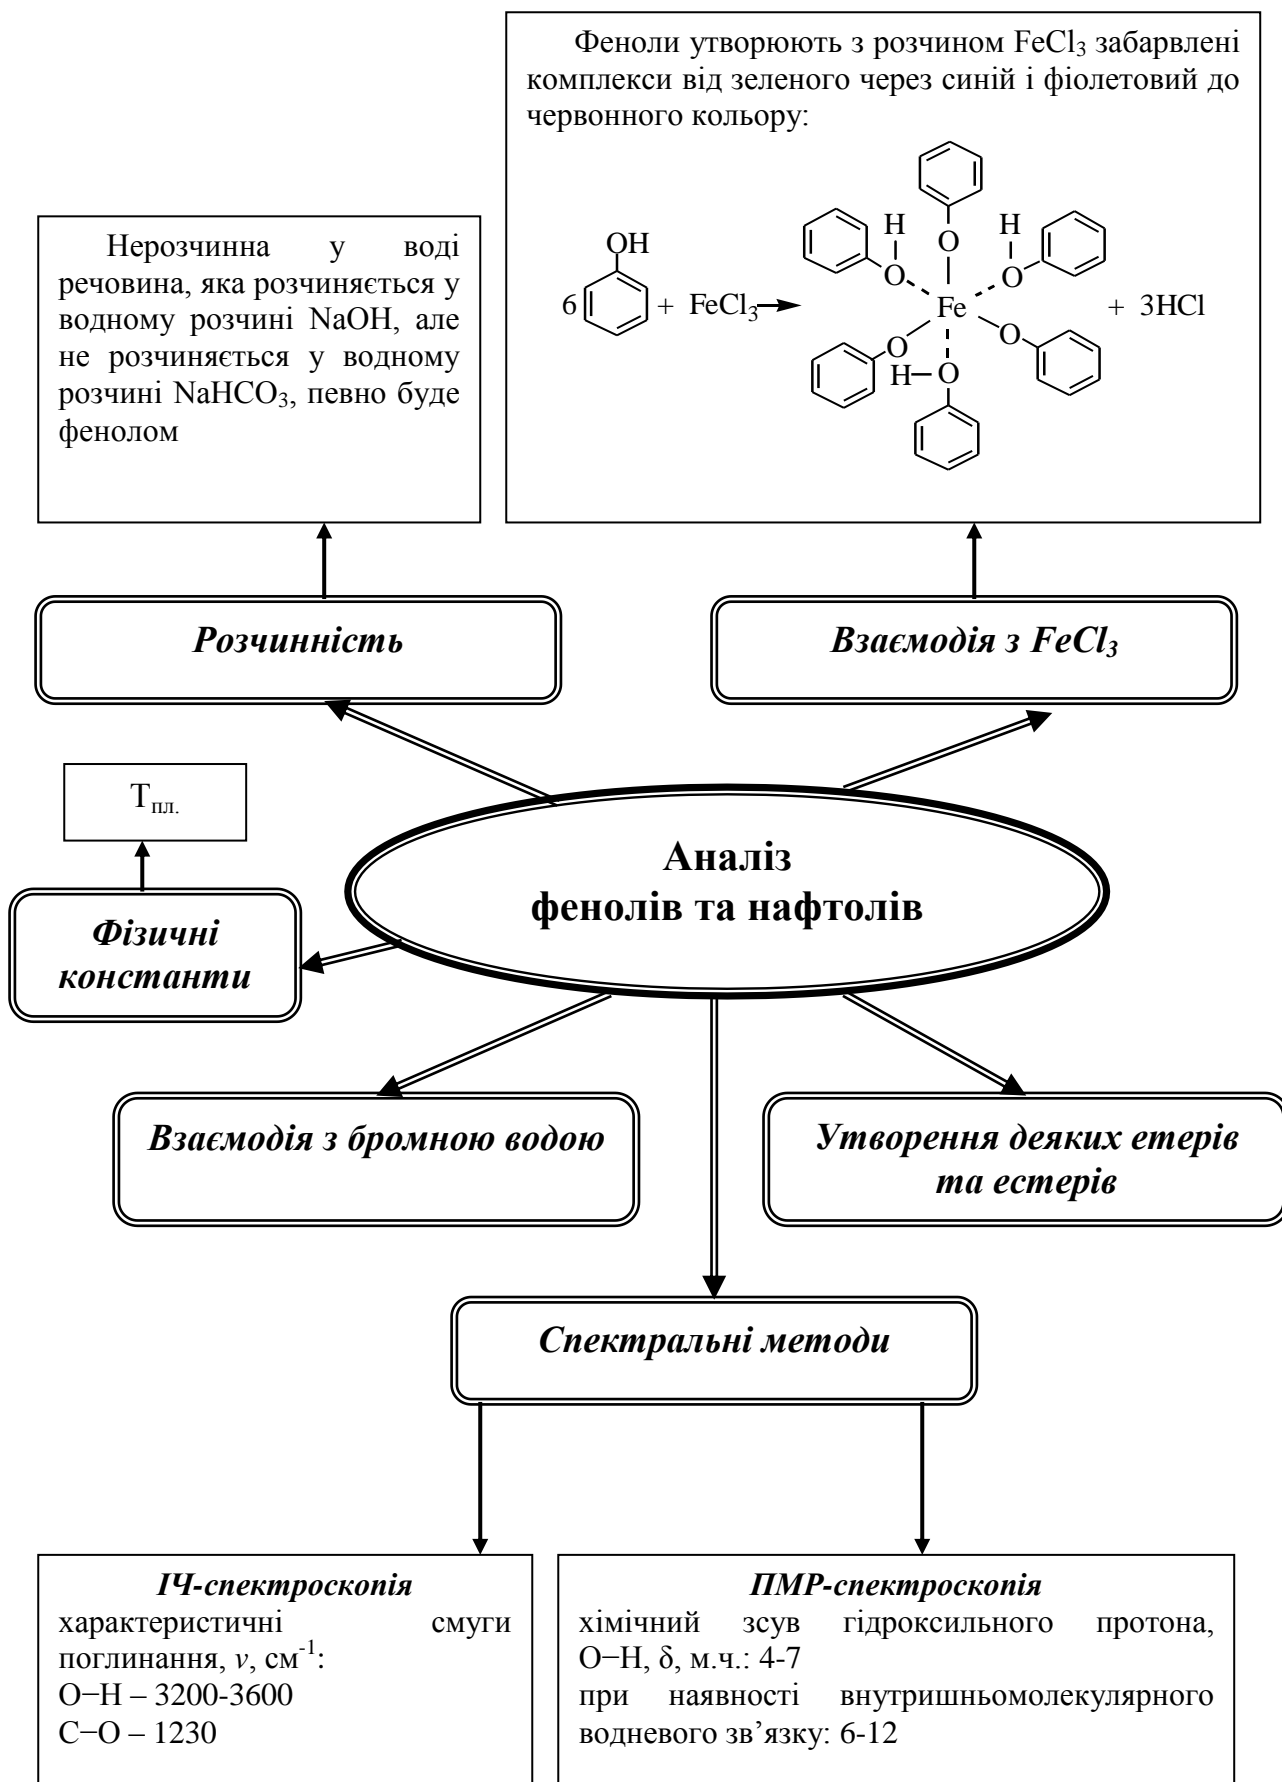 Феноли утворюють з розчином FeCl₃ забарвлені
комплекси від зеленого через синій і фіолетовий до
червонного кольору:
Нерозчинна у воді
речовина, яка розчиняється у
водному розчині NaOH, але
не розчиняється у водному
розчині NaHCO₃, певно буде
фенолом
6 OH + FeCl₃ → Fe O O O O O O H H H + 3HCl
Розчинність
Взаємодія з FeCl₃
Тпл.
Аналіз
фенолів та нафтолів
Фізичні
константи
Взаємодія з бромною водою
Утворення деяких етерів
та естерів
Спектральні методи
ІЧ-спектроскопія
характеристичні смуги
поглинання, ν, см⁻¹:
О−Н – 3200-3600
С−О – 1230
ПМР-спектроскопія
хімічний зсув гідроксильного протона,
О−Н, δ, м.ч.: 4-7
при наявності внутришньомолекулярного
водневого зв’язку: 6-12